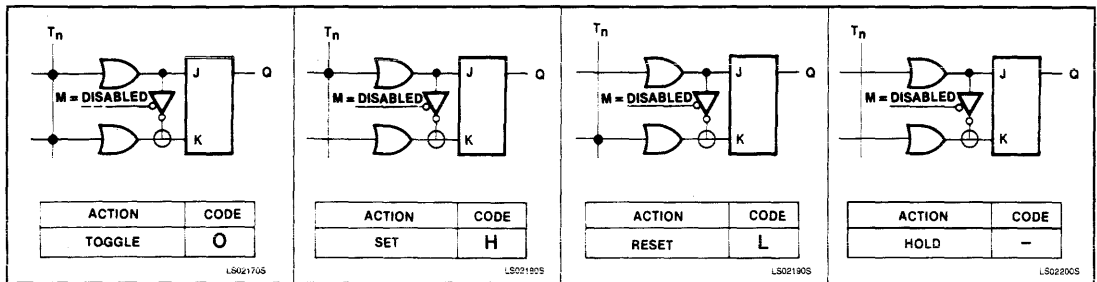 Tn
J
Q
M = DISABLED
K
ACTION CODE
TOGGLE O
LS02170S
Tn
J
Q
M = DISABLED
K
ACTION CODE
SET H
LS02180S
Tn
J
Q
M = DISABLED
K
ACTION CODE
RESET L
LS02190S
Tn
J
Q
M = DISABLED
K
ACTION CODE
HOLD –
LS02200S